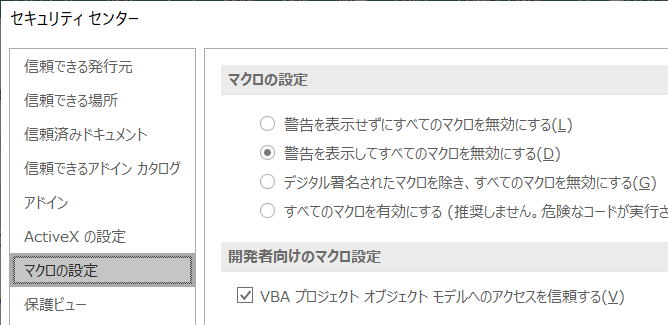 セキュリティ センター
信頼できる発行元
信頼できる場所
信頼済みドキュメント
信頼できるアドイン カタログ
アドイン
ActiveX の設定
マクロの設定
保護ビュー
マクロの設定
警告を表示せずにすべてのマクロを無効にする(L)
警告を表示してすべてのマクロを無効にする(D)
デジタル署名されたマクロを除き、すべてのマクロを無効にする(G)
すべてのマクロを有効にする (推奨しません。危険なコードが実行さ
開発者向けのマクロ設定
VBA プロジェクト オブジェクト モデルへのアクセスを信頼する(V)